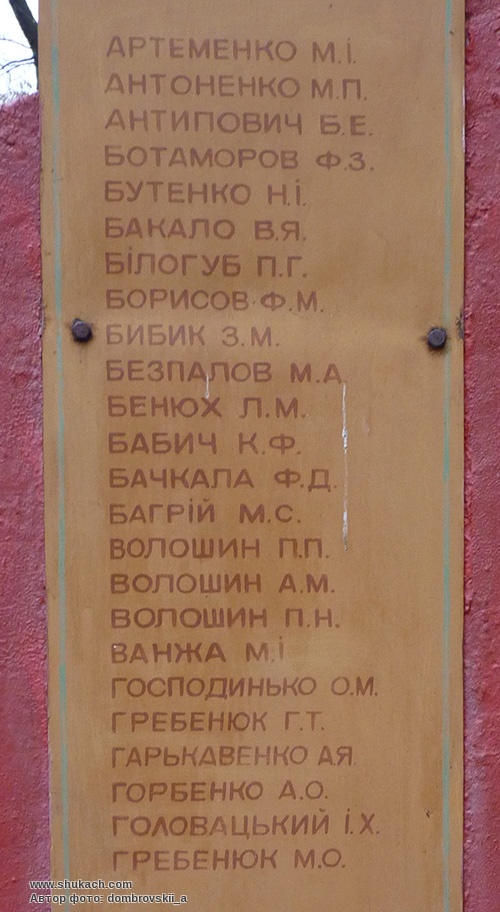 АРТЕМЕНКО М.І.
АНТОНЕНКО М.П.
АНТИПОВИЧ Б.Е.
БОТАМОРОВ Ф.З.
БУТЕНКО Н.І.
БАКАЛО В.Я.
БІЛОГУБ П.Г.
БОРИСОВ Ф.М.
БИБИК З.М.
БЕЗПАЛОВ М.А.
БЕНЮХ Л.М.
БАБИЧ К.Ф.
БАЧКАЛА Ф.Д.
БАГРІЙ М.С.
ВОЛОШИН П.П.
ВОЛОШИН А.М.
ВОЛОШИН П.Н.
ВАНЖА М.І
ГОСПОДИНЬКО О.М.
ГРЕБЕНЮК Г.Т.
ГАРЬКАВЕНКО А.Я
ГОРБЕНКО А.О.
ГОЛОВАЦЬКИЙ І.Х.
ГРЕБЕНЮК М.О.
www.shukach.com
Автор фото: dombrovskii_a